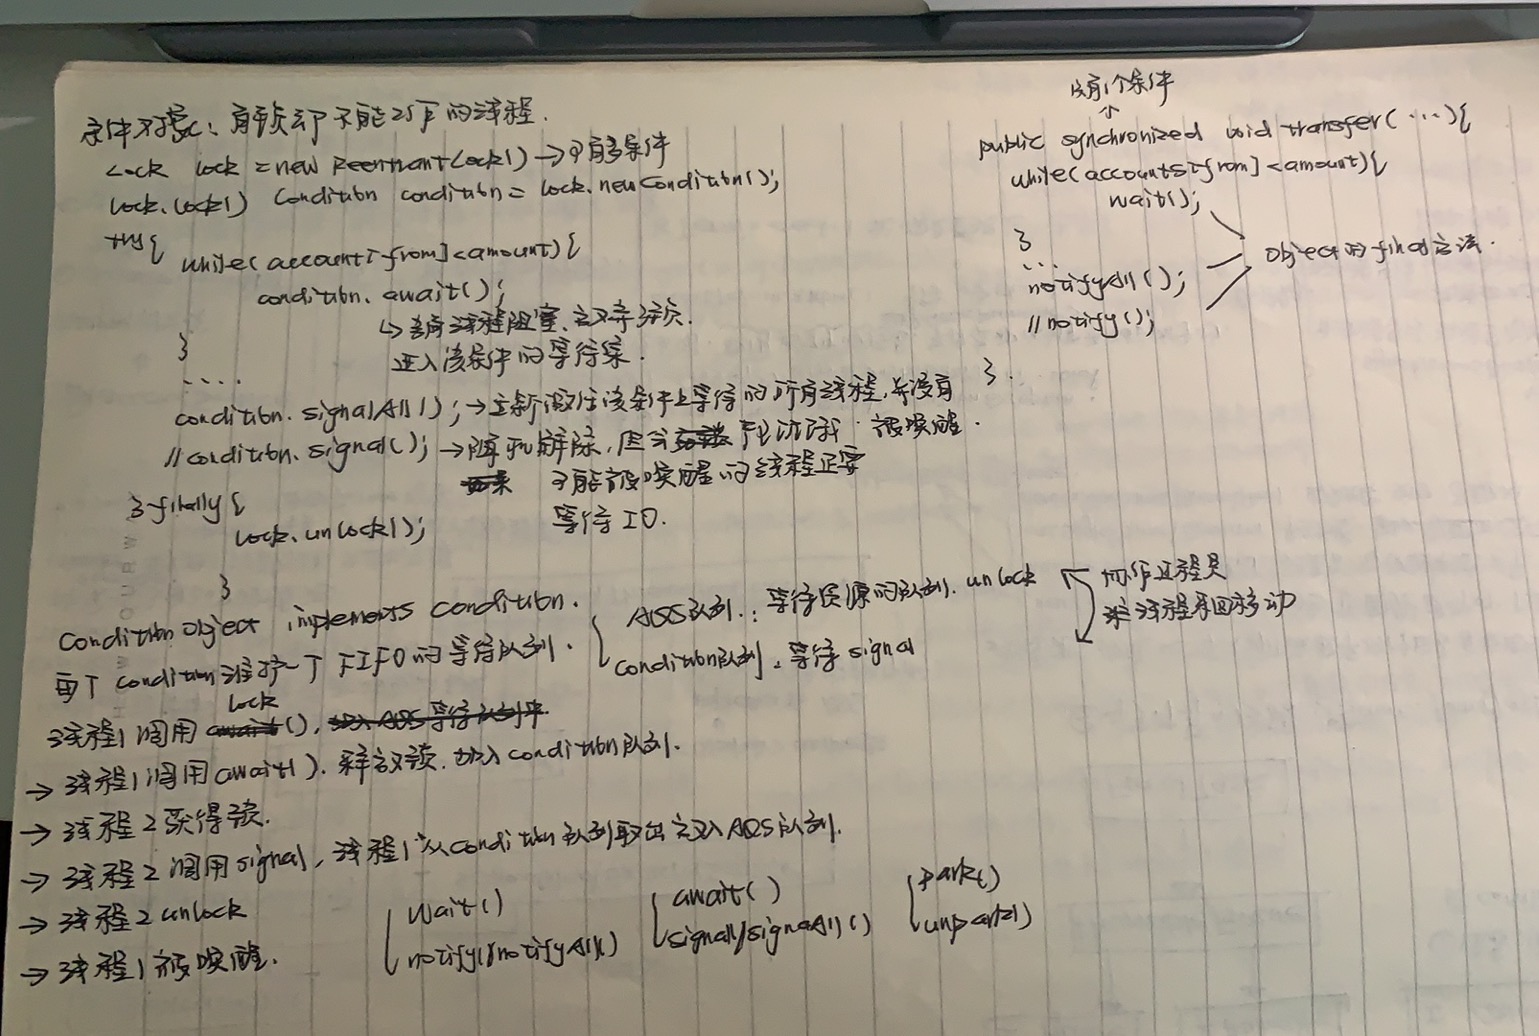 条件对象: 有锁却不能工作的线程.
Lock lock = new ReentrantLock() → 可有多条件
lock.lock() Condition condition = lock.newCondition();
try{
while(account[from]<amount){
condition.await();
↳ 当前线程阻塞、放弃锁.
进入该条件的等待集.
}
....
condition.signalAll(); → 重新激活该条件上等待的所有线程,并没有
//condition.signal(); → 随机解除,但会 死锁 被唤醒.
可能被唤醒的线程正要
等待IO.
}finally{
lock.unlock();
}
仅有1个条件
↑
public synchronized void transfer(...){
while(accounts[from]<amount){
wait();
}
...
notifyAll();
//notify();
}.
Object的final方法.
ConditionObject implements condition.
每个condition维护一个FIFO的等待队列.
AQS队列.: 等待资源的队列. unlock
condition队列. 等待signal
协作过程是
线程来回移动
线程1调用lock().
→ 线程1调用await(). 释放锁. 加入condition队列.
→ 线程2获得锁.
→ 线程2调用signal, 线程1从condition队列取出放入AQS队列.
→ 线程2 unlock
→ 线程1被唤醒.
wait()
notify()/notifyAll()
await()
signal/signalAll()
park()
unpark()